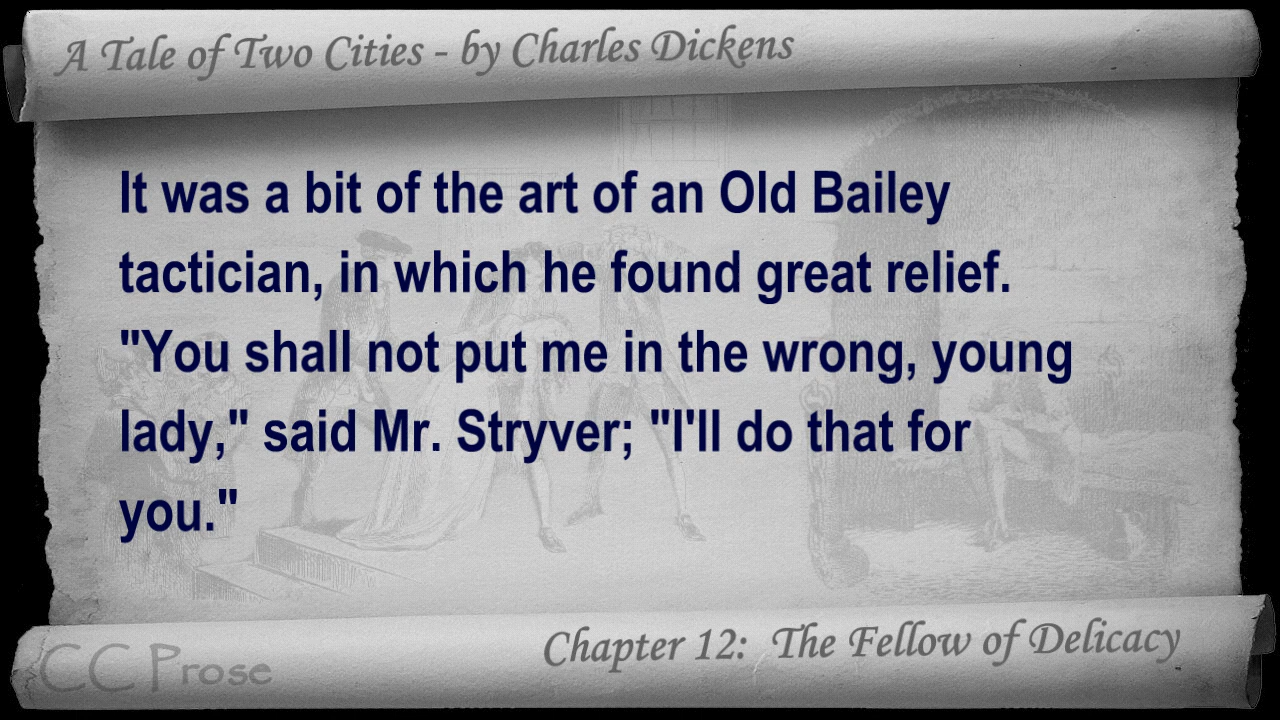 A Tale of Two Cities - by Charles Dickens
It was a bit of the art of an Old Bailey
tactician, in which he found great relief.
"You shall not put me in the wrong, young
lady," said Mr. Stryver; "I'll do that for
you."
Chapter 12: The Fellow of Delicacy
CC Prose